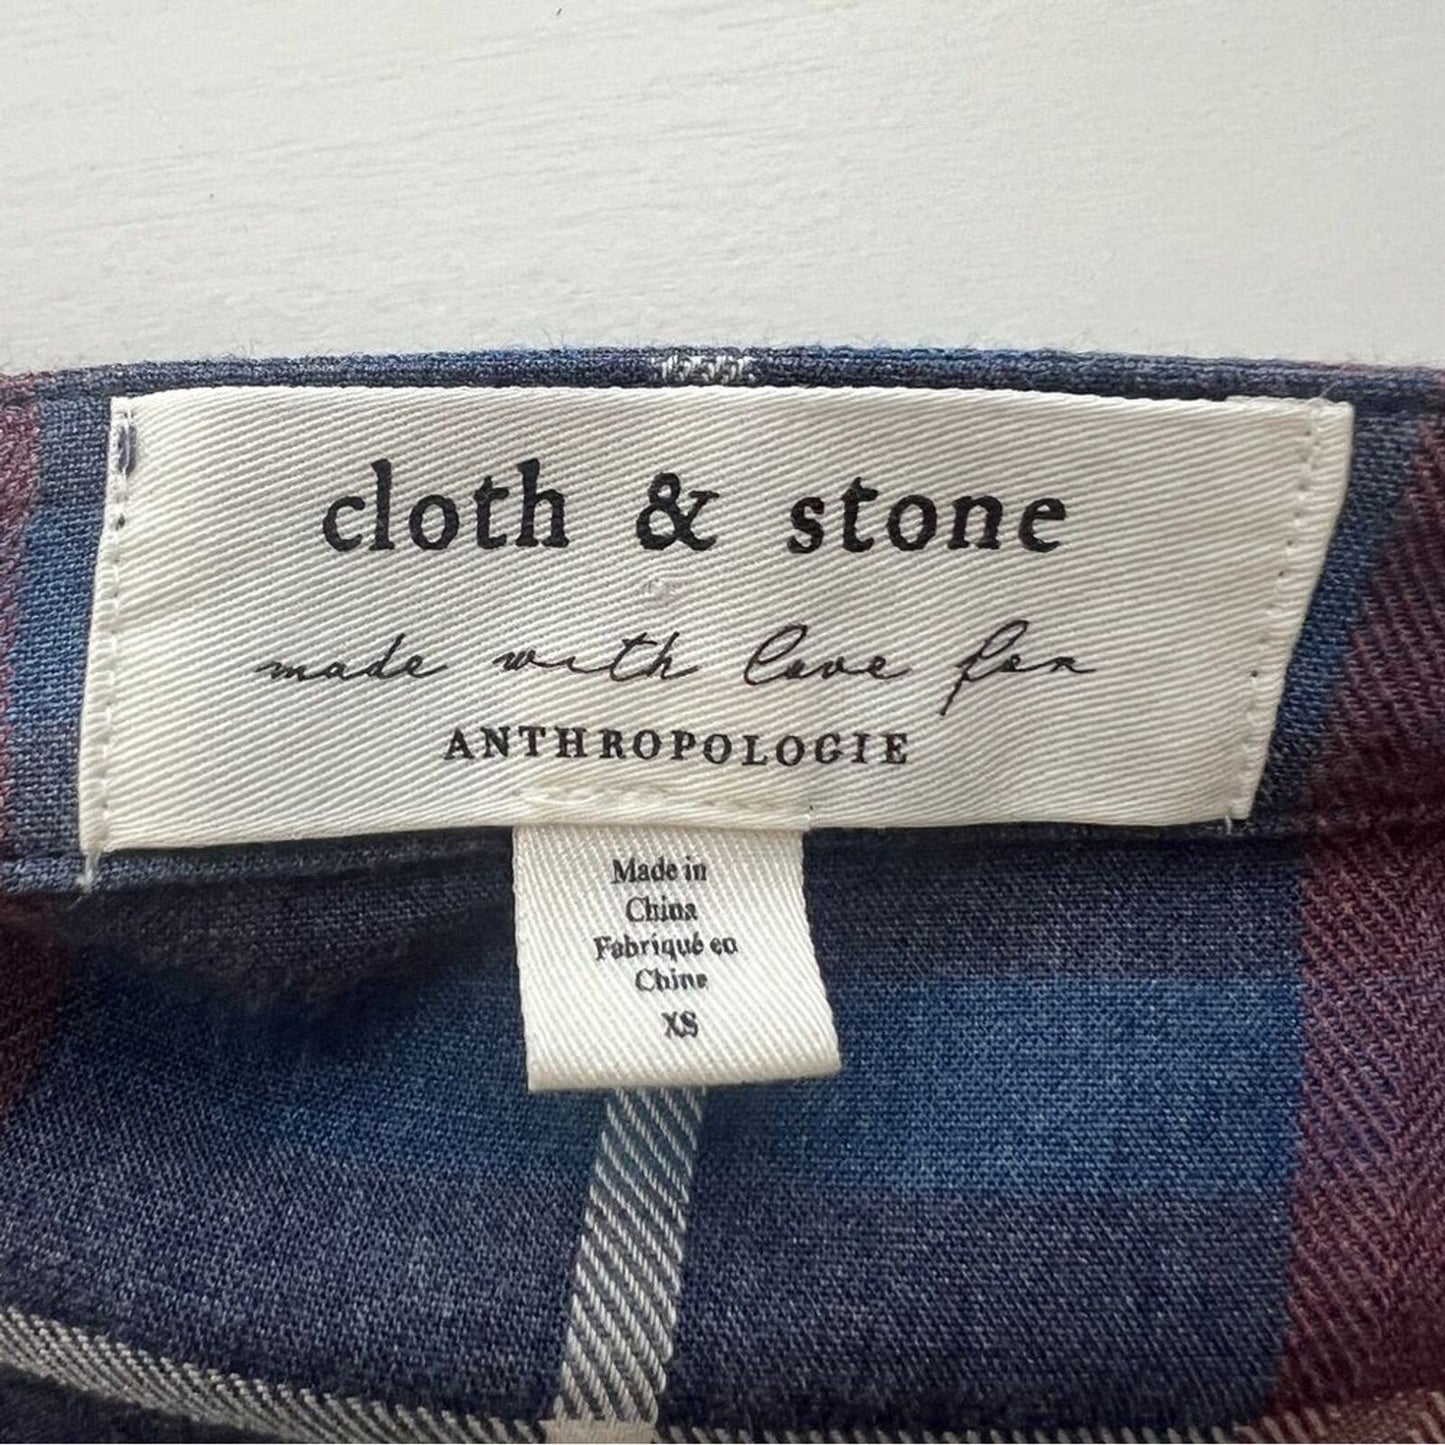 cloth & stone
made with love for
ANTHROPOLOGIE
Made in
China
Fabriqué en
Chine
XS